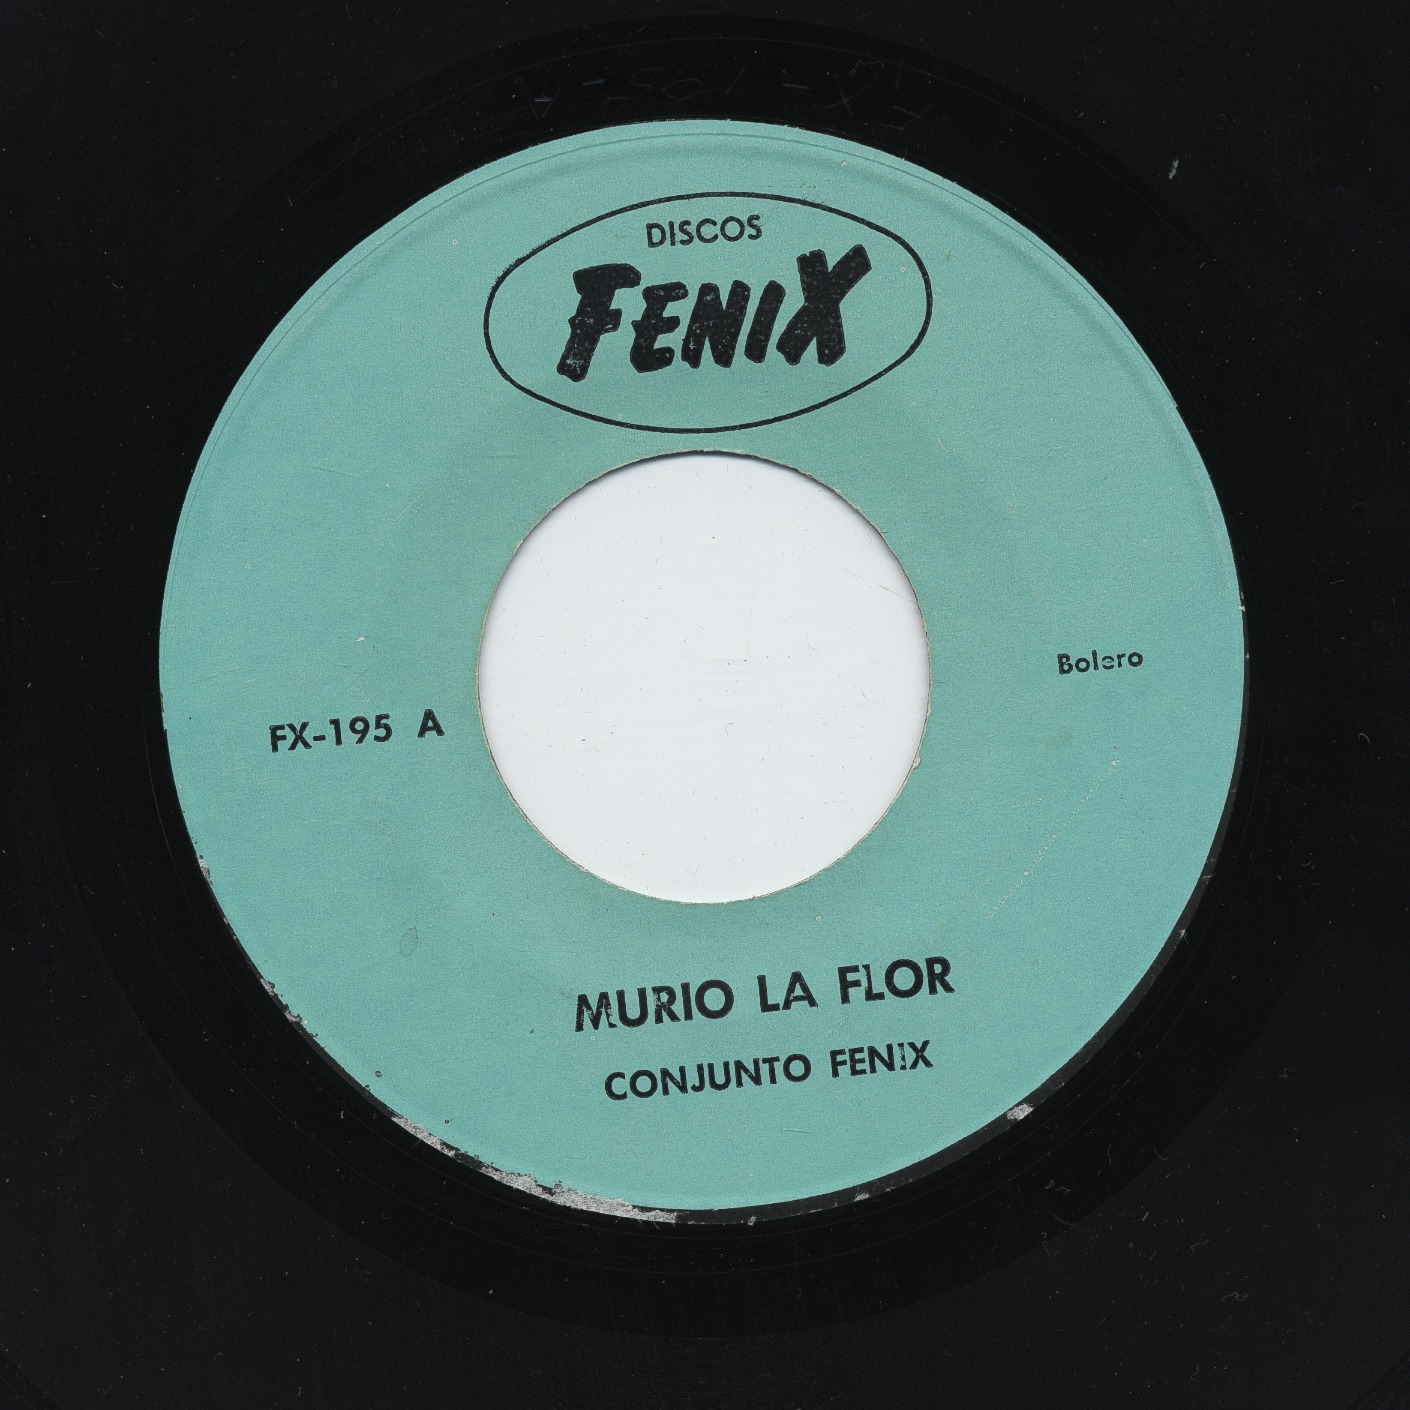 DISCOS
FENIX
Bolero
FX-195 A
MURIO LA FLOR
CONJUNTO FENIX